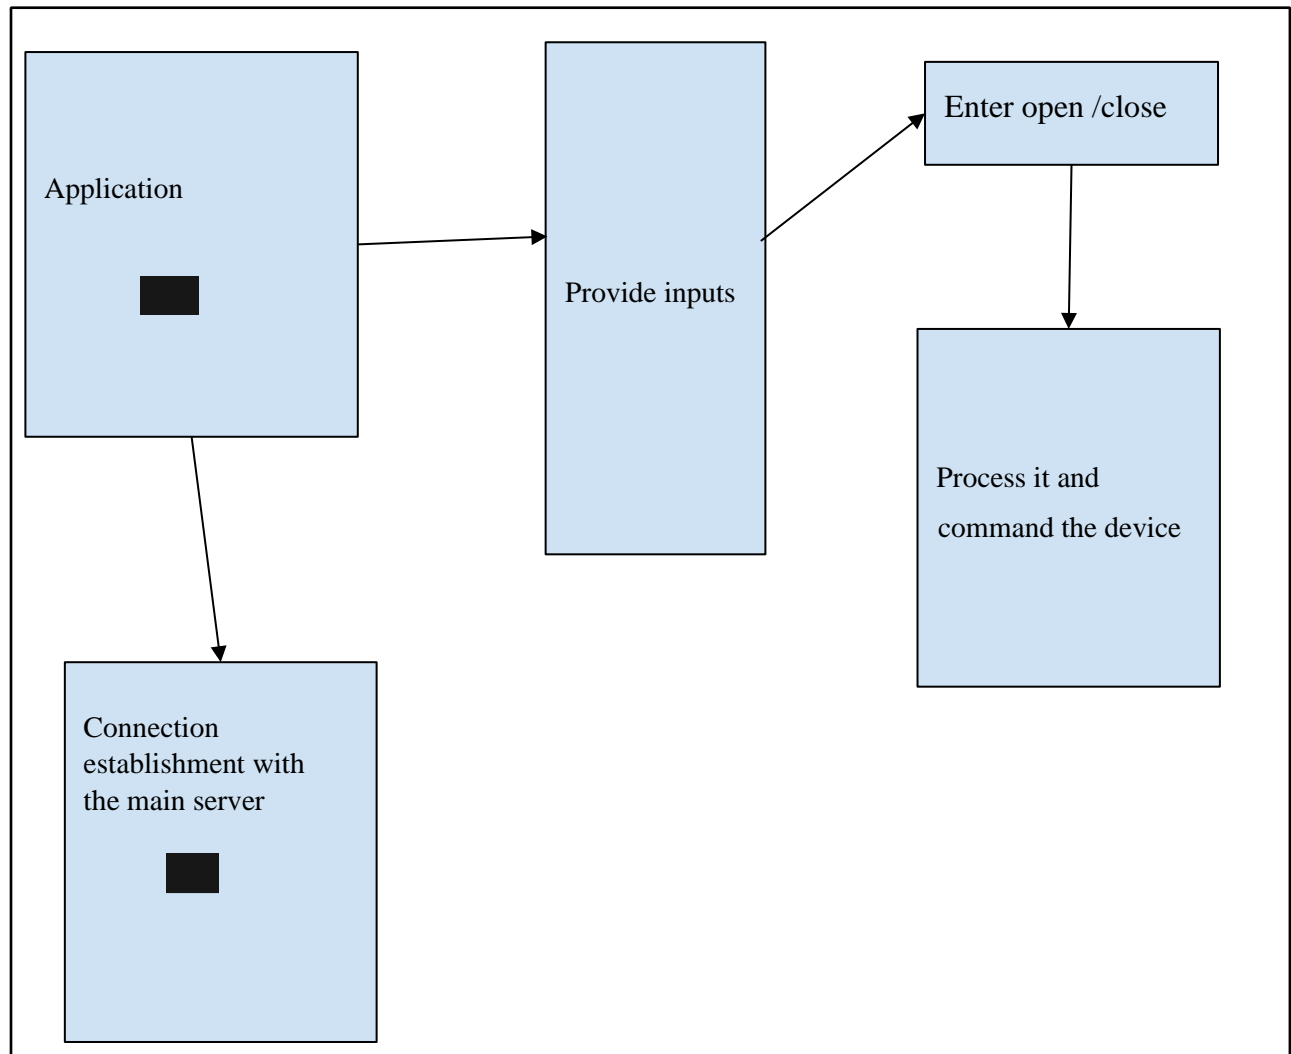 Application
Provide inputs
Enter open /close
Process it and
command the device
Connection
establishment with
the main server